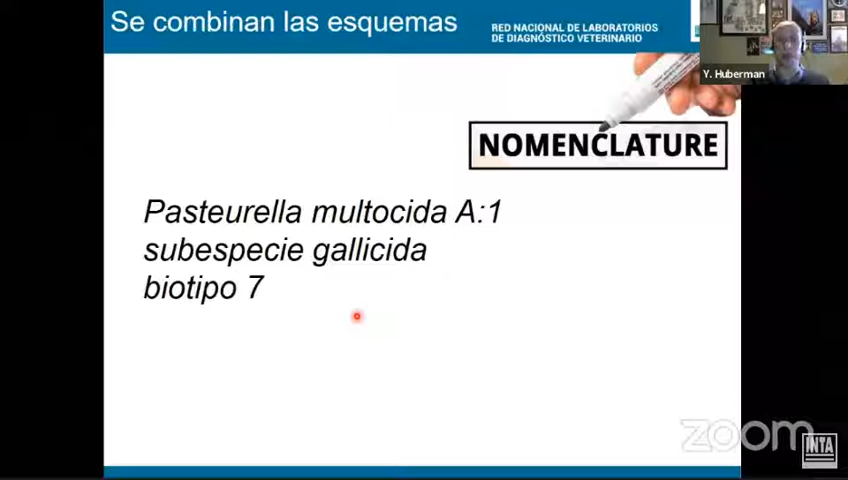 Se combinan las esquemas
RED NACIONAL DE LABORATORIOS
DE DIAGNÓSTICO VETERINARIO
Y. Huberman
NOMENCLATURE
Pasteurella multocida A:1
subespecie gallicida
biotipo 7
zoom
INTA